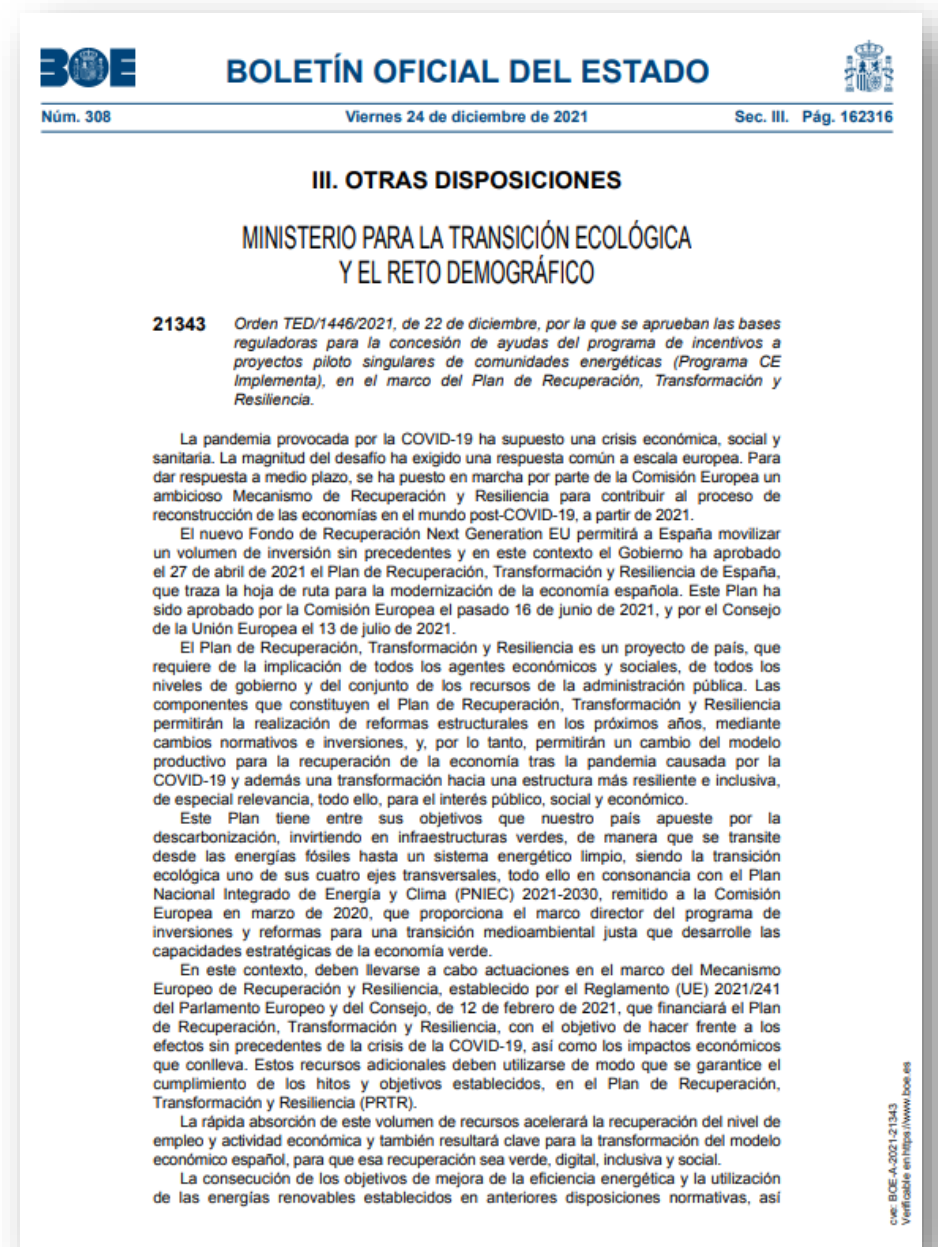 BOE
BOLETÍN OFICIAL DEL ESTADO
Núm. 308
Viernes 24 de diciembre de 2021
Sec. III. Pág. 162316
III. OTRAS DISPOSICIONES
MINISTERIO PARA LA TRANSICIÓN ECOLÓGICA
Y EL RETO DEMOGRÁFICO
21343 Orden TED/1446/2021, de 22 de diciembre, por la que se aprueban las bases
reguladoras para la concesión de ayudas del programa de incentivos a
proyectos piloto singulares de comunidades energéticas (Programa CE
Implementa), en el marco del Plan de Recuperación, Transformación y
Resiliencia.
La pandemia provocada por la COVID-19 ha supuesto una crisis económica, social y
sanitaria. La magnitud del desafío ha exigido una respuesta común a escala europea. Para
dar respuesta a medio plazo, se ha puesto en marcha por parte de la Comisión Europea un
ambicioso Mecanismo de Recuperación y Resiliencia para contribuir al proceso de
reconstrucción de las economías en el mundo post-COVID-19, a partir de 2021.
El nuevo Fondo de Recuperación Next Generation EU permitirá a España movilizar
un volumen de inversión sin precedentes y en este contexto el Gobierno ha aprobado
el 27 de abril de 2021 el Plan de Recuperación, Transformación y Resiliencia de España,
que traza la hoja de ruta para la modernización de la economía española. Este Plan ha
sido aprobado por la Comisión Europea el pasado 16 de junio de 2021, y por el Consejo
de la Unión Europea el 13 de julio de 2021.
El Plan de Recuperación, Transformación y Resiliencia es un proyecto de país, que
requiere de la implicación de todos los agentes económicos y sociales, de todos los
niveles de gobierno y del conjunto de los recursos de la administración pública. Las
componentes que constituyen el Plan de Recuperación, Transformación y Resiliencia
permitirán la realización de reformas estructurales en los próximos años, mediante
cambios normativos e inversiones, y, por lo tanto, permitirán un cambio del modelo
productivo para la recuperación de la economía tras la pandemia causada por la
COVID-19 y además una transformación hacia una estructura más resiliente e inclusiva,
de especial relevancia, todo ello, para el interés público, social y económico.
Este Plan tiene entre sus objetivos que nuestro país apueste por la
descarbonización, invirtiendo en infraestructuras verdes, de manera que se transite
desde las energías fósiles hasta un sistema energético limpio, siendo la transición
ecológica uno de sus cuatro ejes transversales, todo ello en consonancia con el Plan
Nacional Integrado de Energía y Clima (PNIEC) 2021-2030, remitido a la Comisión
Europea en marzo de 2020, que proporciona el marco director del programa de
inversiones y reformas para una transición medioambiental justa que desarrolle las
capacidades estratégicas de la economía verde.
En este contexto, deben llevarse a cabo actuaciones en el marco del Mecanismo
Europeo de Recuperación y Resiliencia, establecido por el Reglamento (UE) 2021/241
del Parlamento Europeo y del Consejo, de 12 de febrero de 2021, que financiará el Plan
de Recuperación, Transformación y Resiliencia, con el objetivo de hacer frente a los
efectos sin precedentes de la crisis de la COVID-19, así como los impactos económicos
que conlleva. Estos recursos adicionales deben utilizarse de modo que se garantice el
cumplimiento de los hitos y objetivos establecidos, en el Plan de Recuperación,
Transformación y Resiliencia (PRTR).
La rápida absorción de este volumen de recursos acelerará la recuperación del nivel de
empleo y actividad económica y también resultará clave para la transformación del modelo
económico español, para que esa recuperación sea verde, digital, inclusiva y social.
La consecución de los objetivos de mejora de la eficiencia energética y la utilización
de las energías renovables establecidos en anteriores disposiciones normativas, así
cve: BOE-A-2021-21343
Verificable en https://www.boe.es